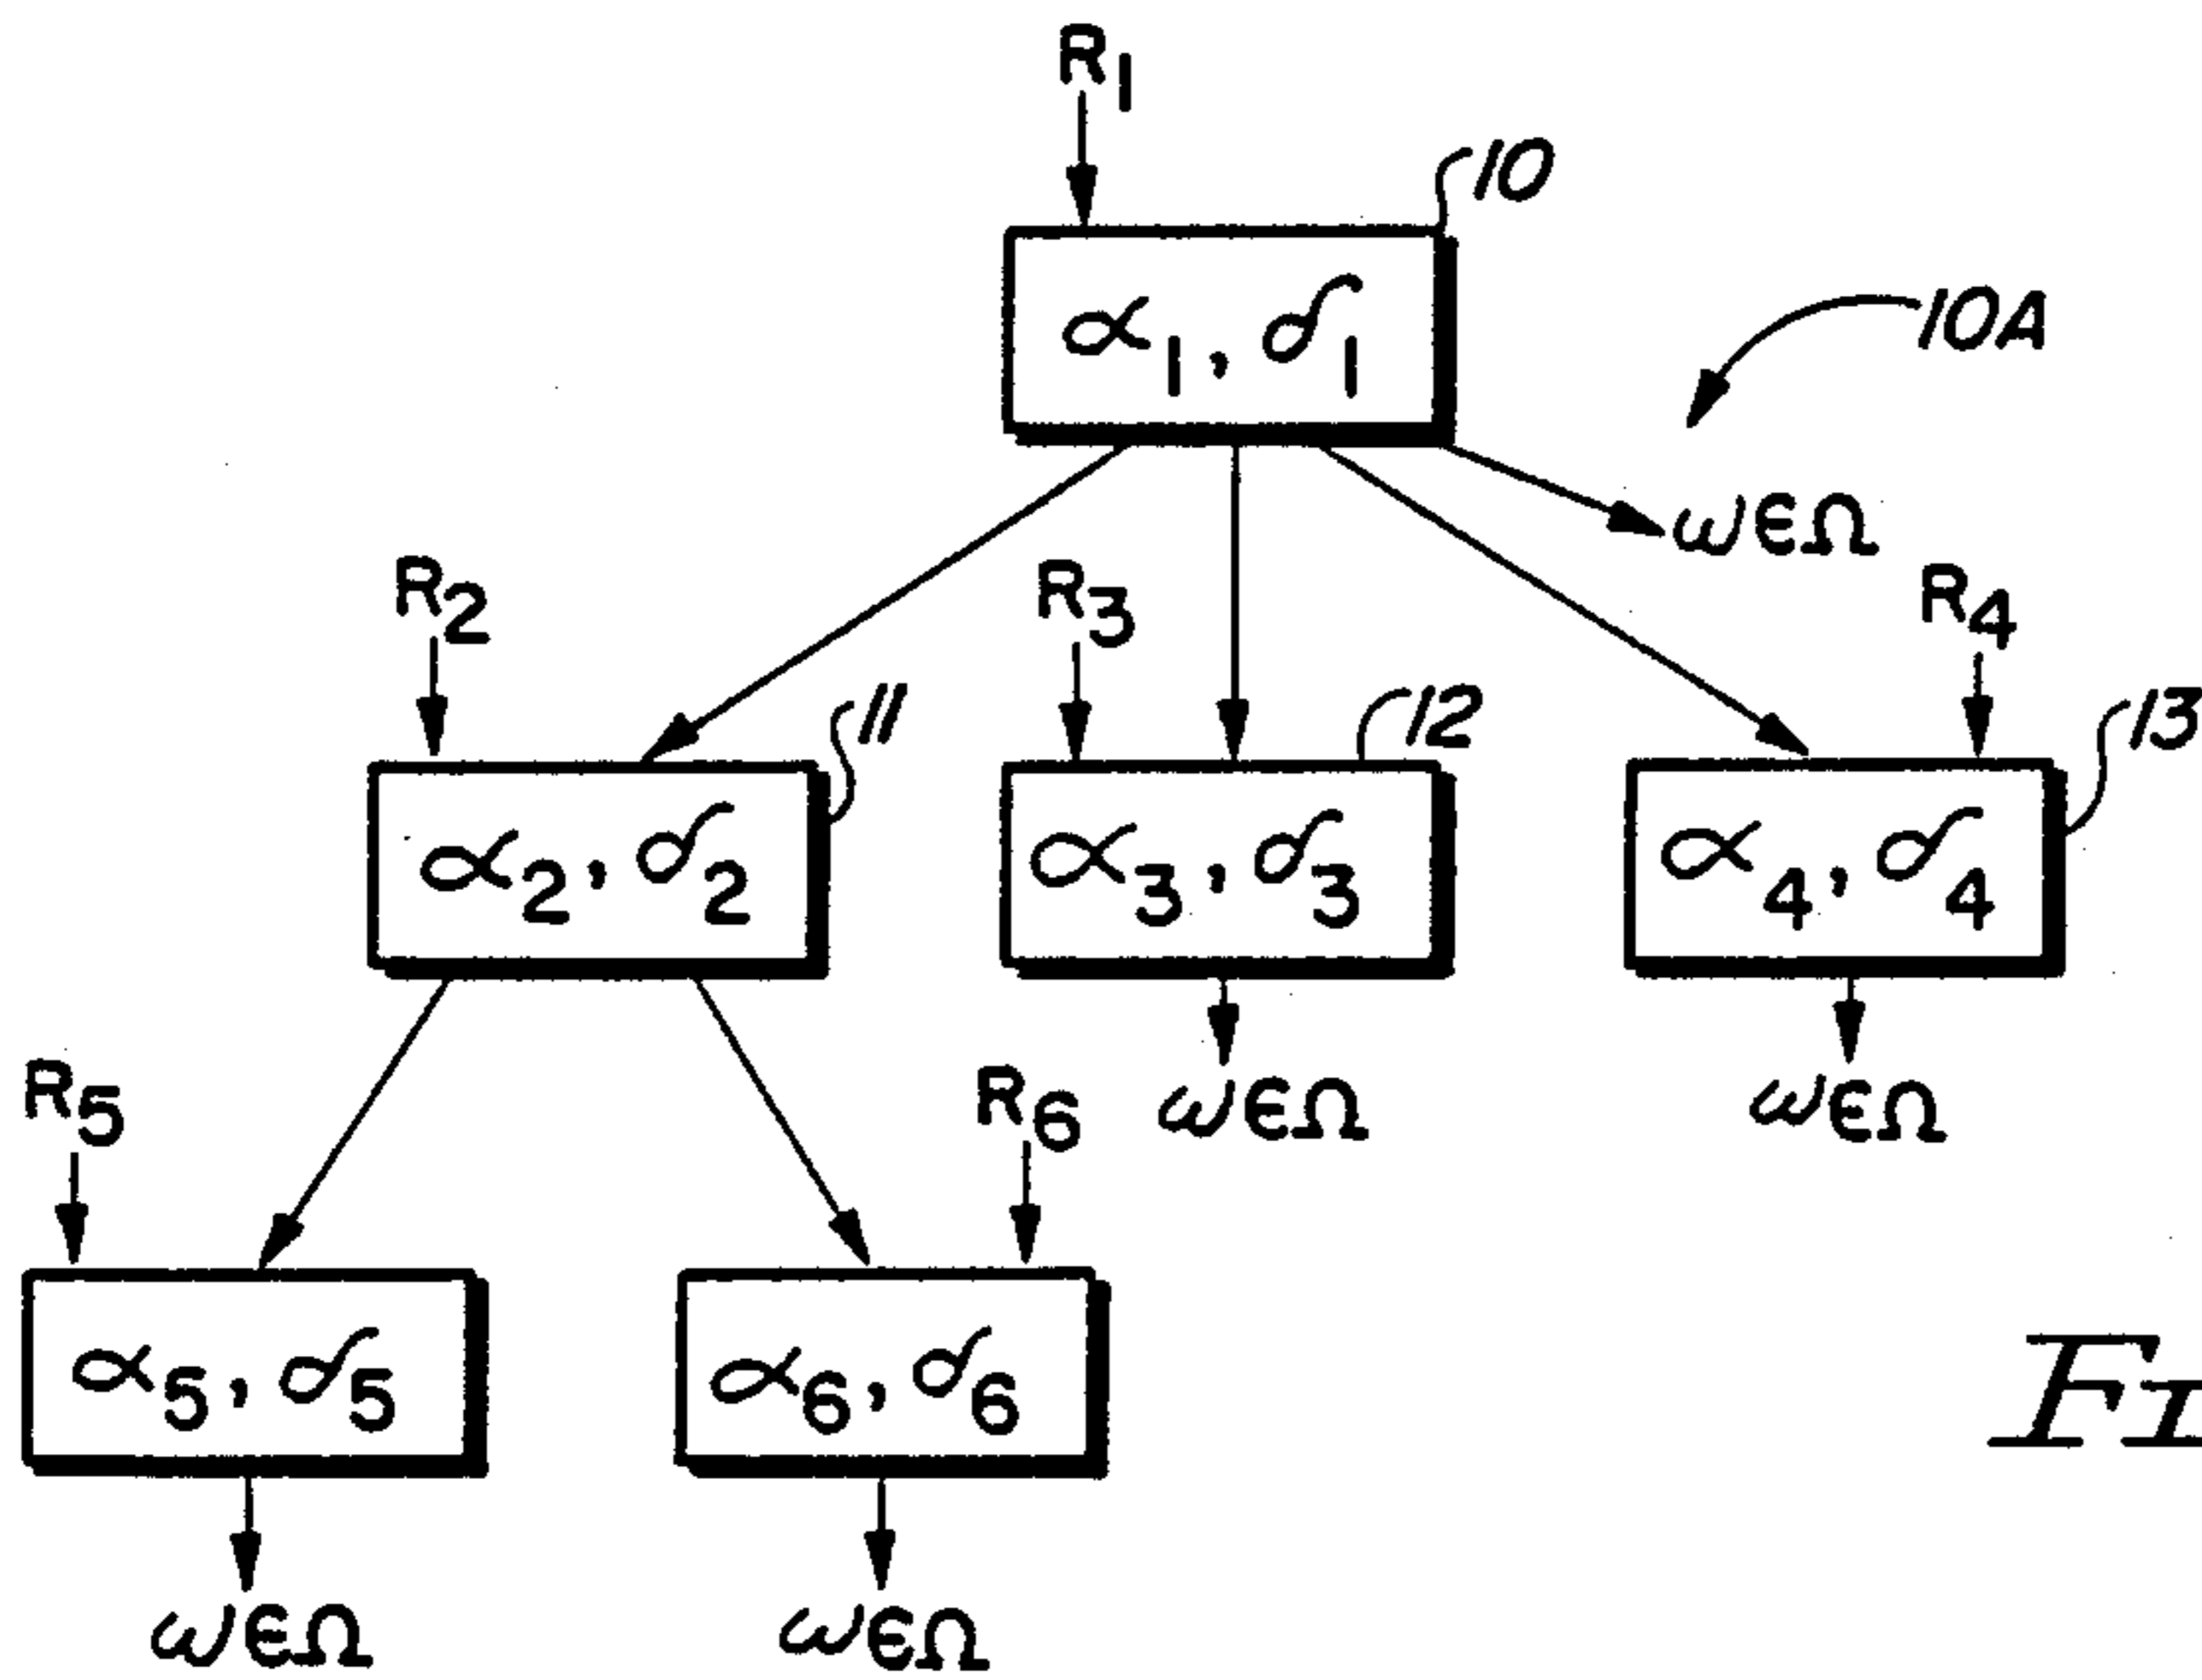 R1
10
α1, σ1
10A
ω∈Ω
R2
R3
R4
11
12
13
α2, σ2
α3, σ3
α4, σ4
R5
R6
ω∈Ω
ω∈Ω
α5, σ5
α6, σ6
ω∈Ω
ω∈Ω